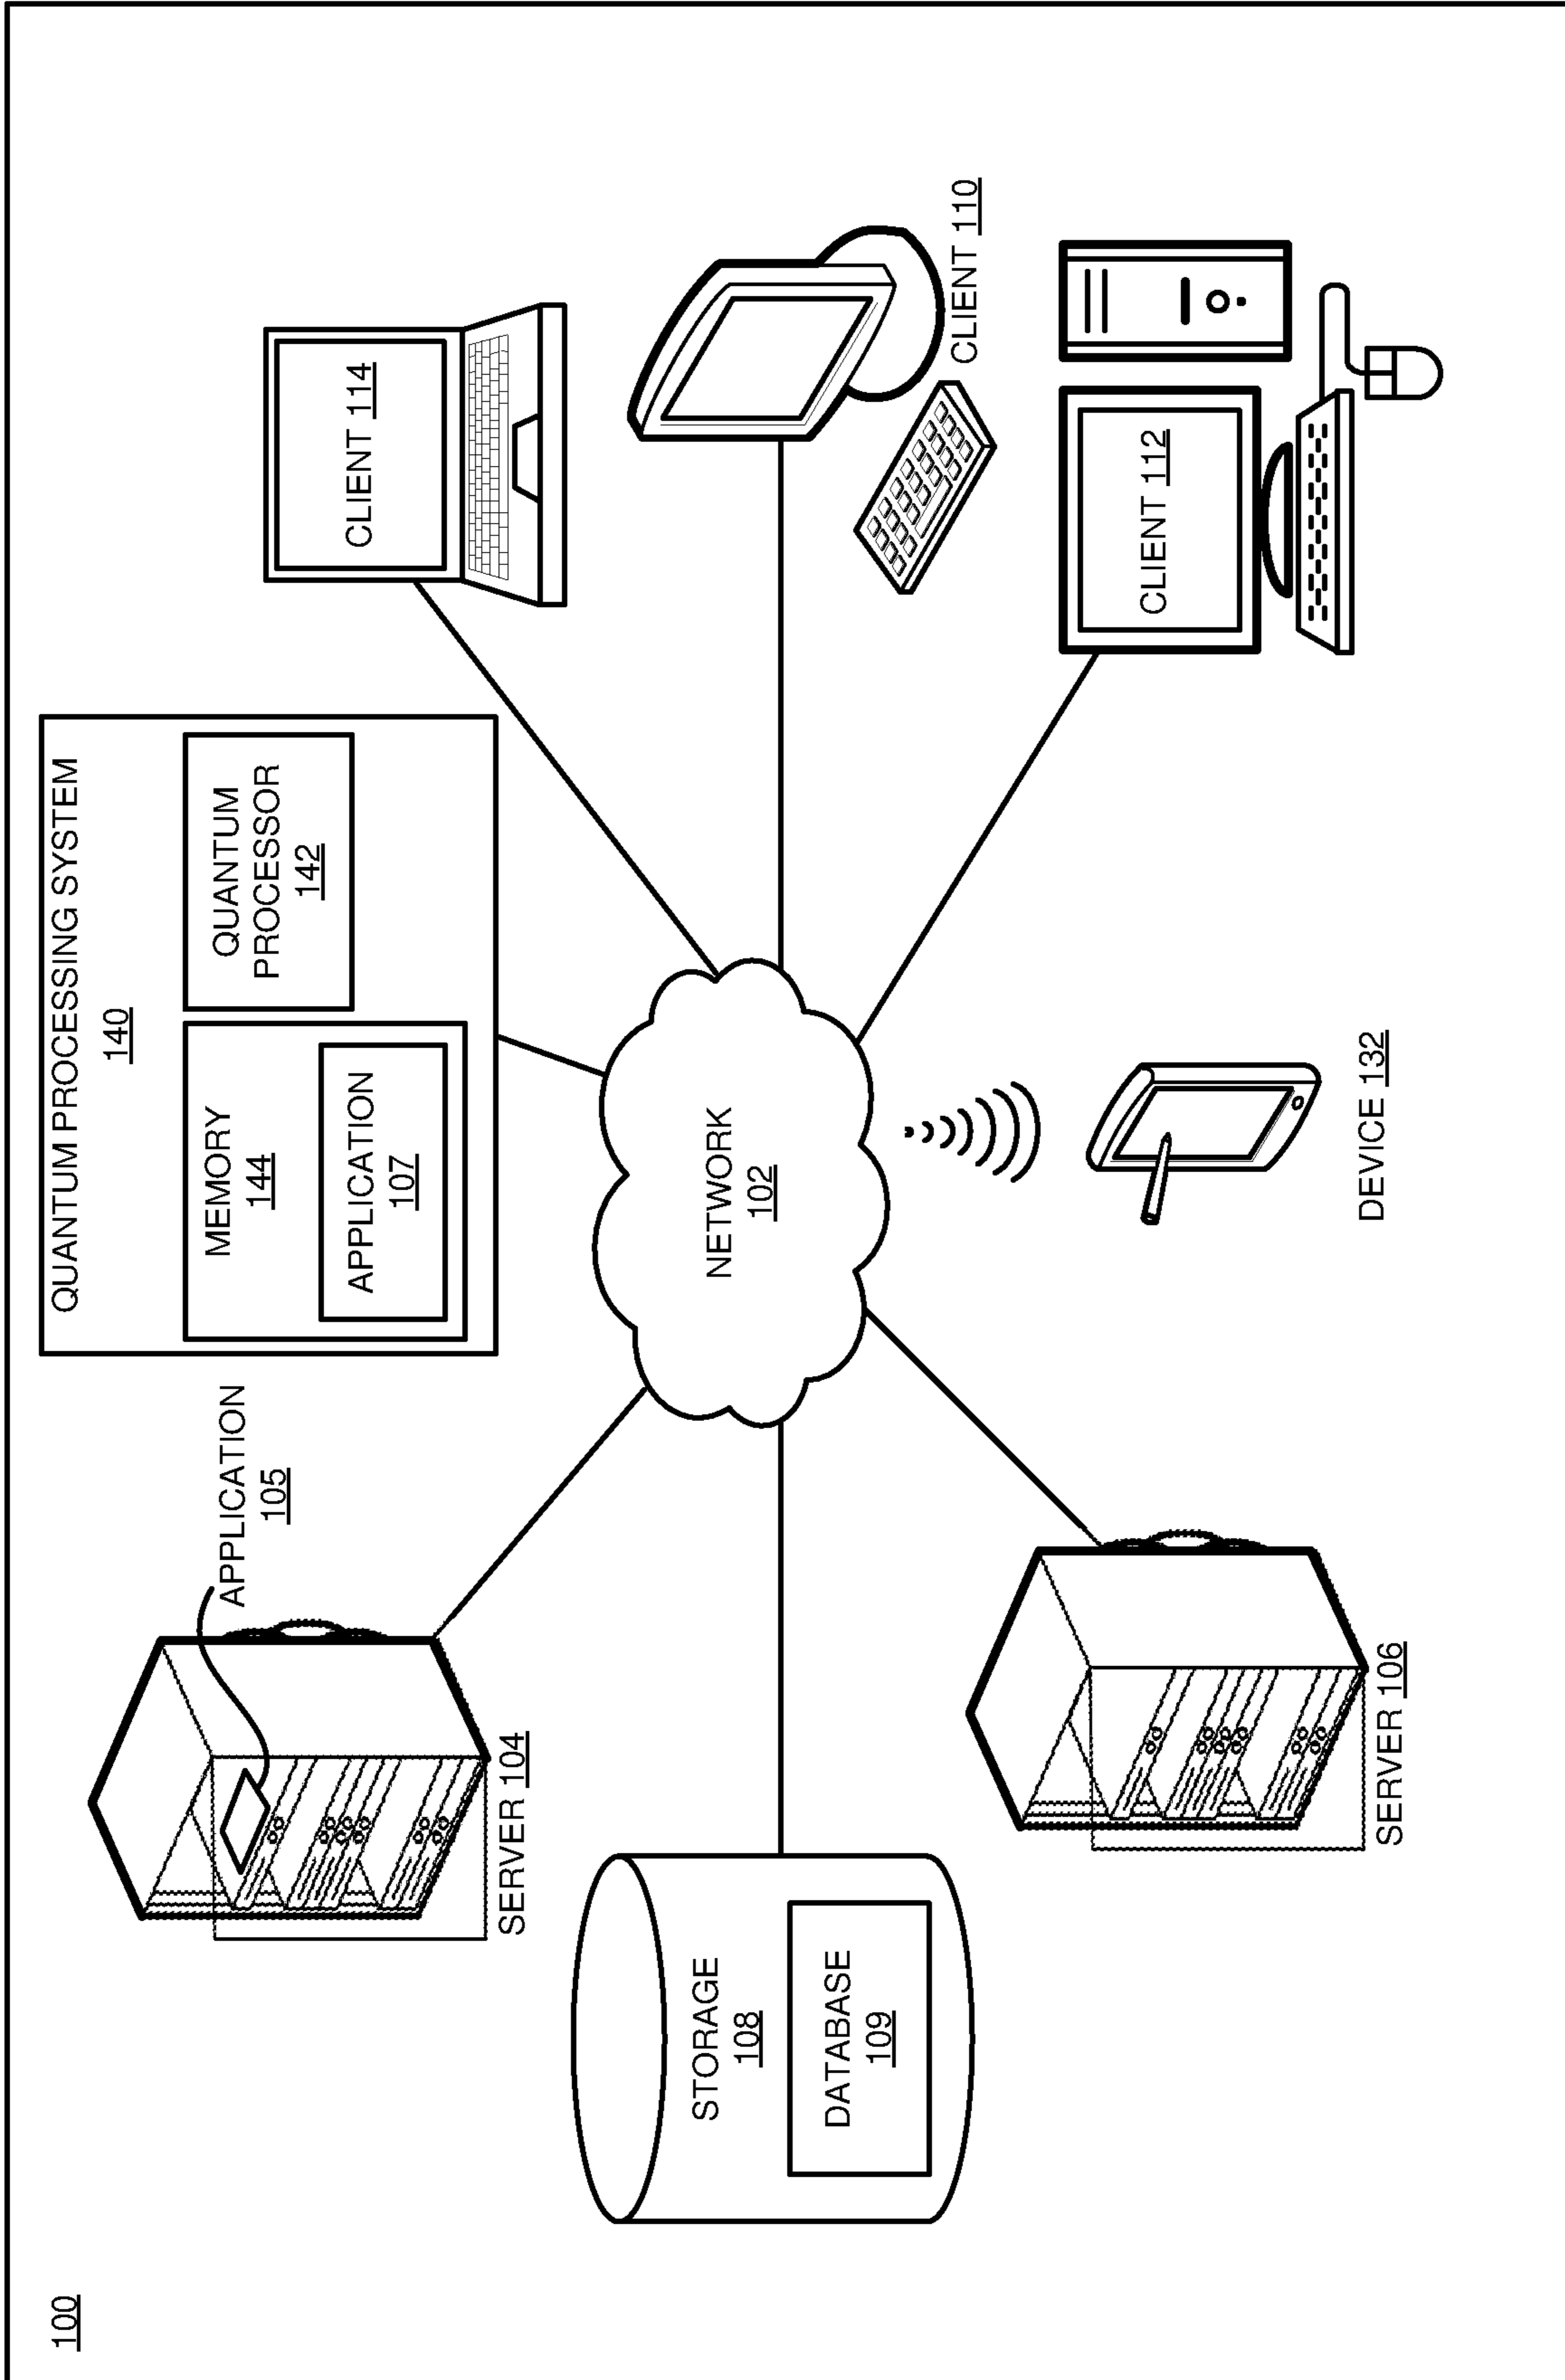 100
APPLICATION
105
SERVER 104
QUANTUM PROCESSING SYSTEM
140
MEMORY
144
APPLICATION
107
QUANTUM
PROCESSOR
142
CLIENT 114
STORAGE
108
DATABASE
109
NETWORK
102
CLIENT 110
SERVER 106
DEVICE 132
CLIENT 112